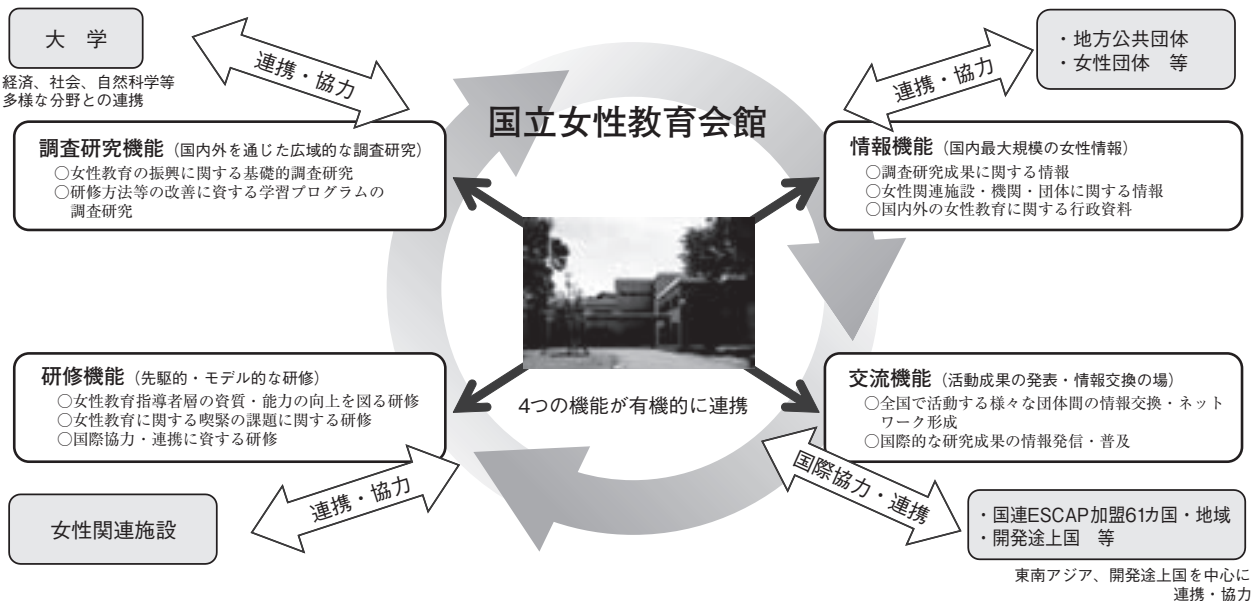 大 学
連携・協力
経済、社会、自然科学等
多様な分野との連携
国立女性教育会館
連携・協力
・地方公共団体
・女性団体 等
調査研究機能（国内外を通じた広域的な調査研究）
○女性教育の振興に関する基礎的調査研究
○研修方法等の改善に資する学習プログラムの
調査研究
情報機能（国内最大規模の女性情報）
○調査研究成果に関する情報
○女性関連施設・機関・団体に関する情報
○国内外の女性教育に関する行政資料
研修機能（先駆的・モデル的な研修）
○女性教育指導者層の資質・能力の向上を図る研修
○女性教育に関する喫緊の課題に関する研修
○国際協力・連携に資する研修
4つの機能が有機的に連携
交流機能（活動成果の発表・情報交換の場）
○全国で活動する様々な団体間の情報交換・ネット
ワーク形成
○国際的な研究成果の情報発信・普及
連携・協力
女性関連施設
国際協力・連携
・国連ESCAP加盟61カ国・地域
・開発途上国 等
東南アジア、開発途上国を中心に
連携・協力